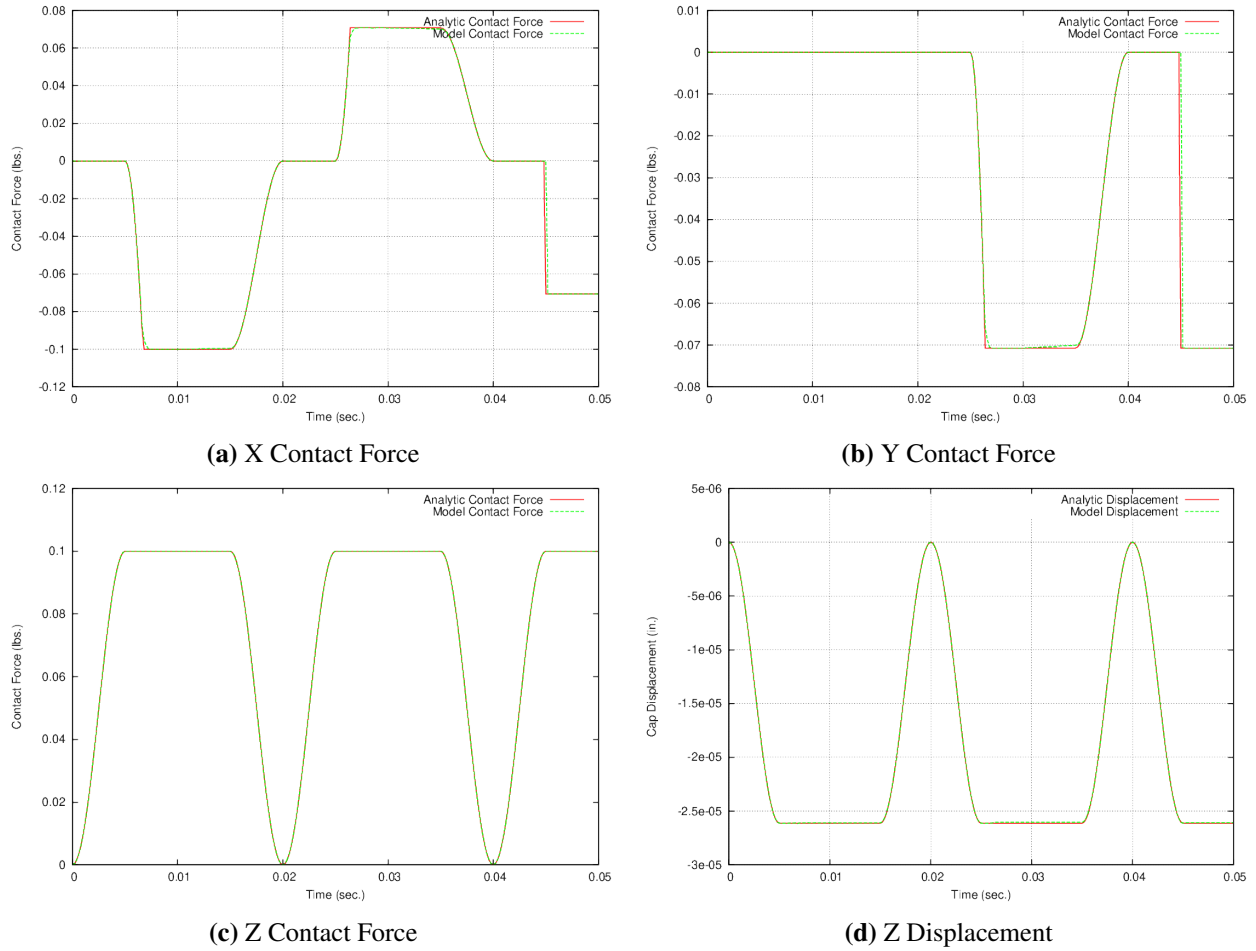 0.08
0.06
0.04
0.02
0
-0.02
-0.04
-0.06
-0.08
-0.1
-0.12
Contact Force (lbs.)
Analytic Contact Force
Model Contact Force
0 0.01 0.02 0.03 0.04 0.05
Time (sec.)
(a) X Contact Force
0.01
0
-0.01
-0.02
-0.03
-0.04
-0.05
-0.06
-0.07
-0.08
Contact Force (lbs.)
Analytic Contact Force
Model Contact Force
0 0.01 0.02 0.03 0.04 0.05
Time (sec.)
(b) Y Contact Force
0.12
0.1
0.08
0.06
0.04
0.02
0
Contact Force (lbs.)
Analytic Contact Force
Model Contact Force
0 0.01 0.02 0.03 0.04 0.05
Time (sec.)
(c) Z Contact Force
5e-06
0
-5e-06
-1e-05
-1.5e-05
-2e-05
-2.5e-05
-3e-05
Cap Displacement (in.)
Analytic Displacement
Model Displacement
0 0.01 0.02 0.03 0.04 0.05
Time (sec.)
(d) Z Displacement